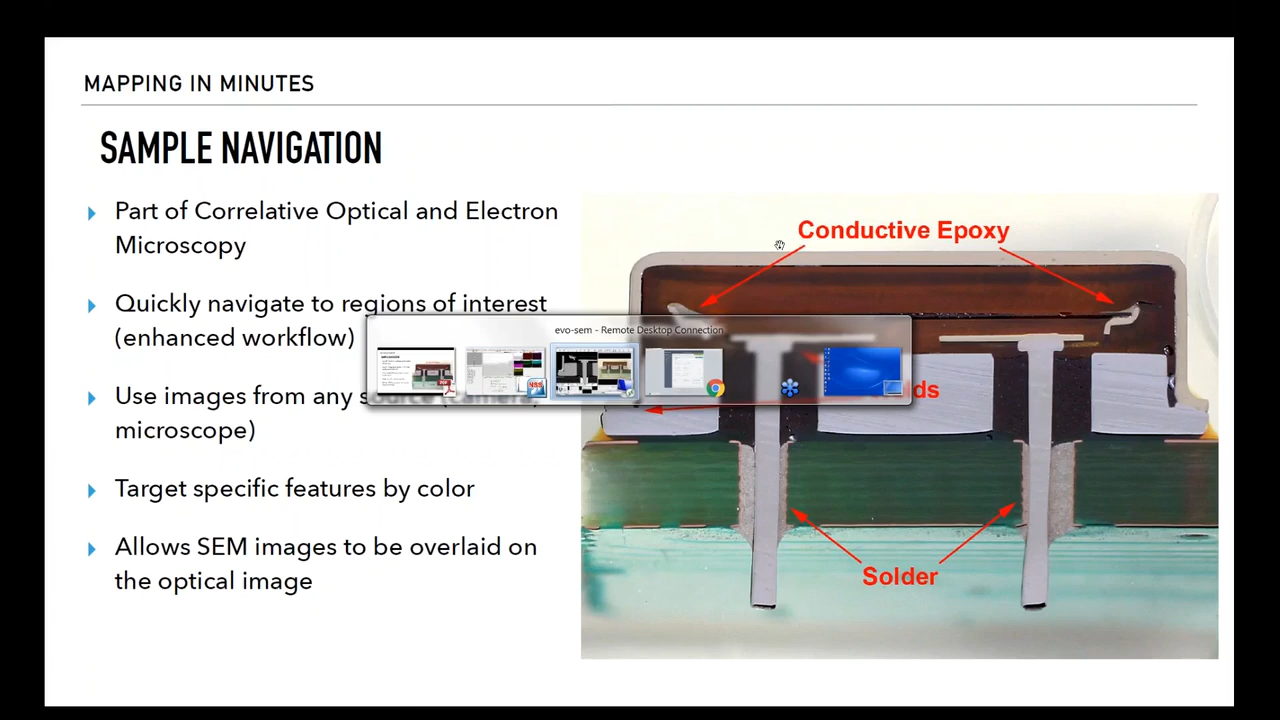 MAPPING IN MINUTES
SAMPLE NAVIGATION
Part of Correlative Optical and Electron
Microscopy
Quickly navigate to regions of interest
(enhanced workflow)
Use images from any
microscope)
Target specific features by color
Allows SEM images to be overlaid on
the optical image
Conductive Epoxy
evo-sem - Remote Desktop Connection
Solder